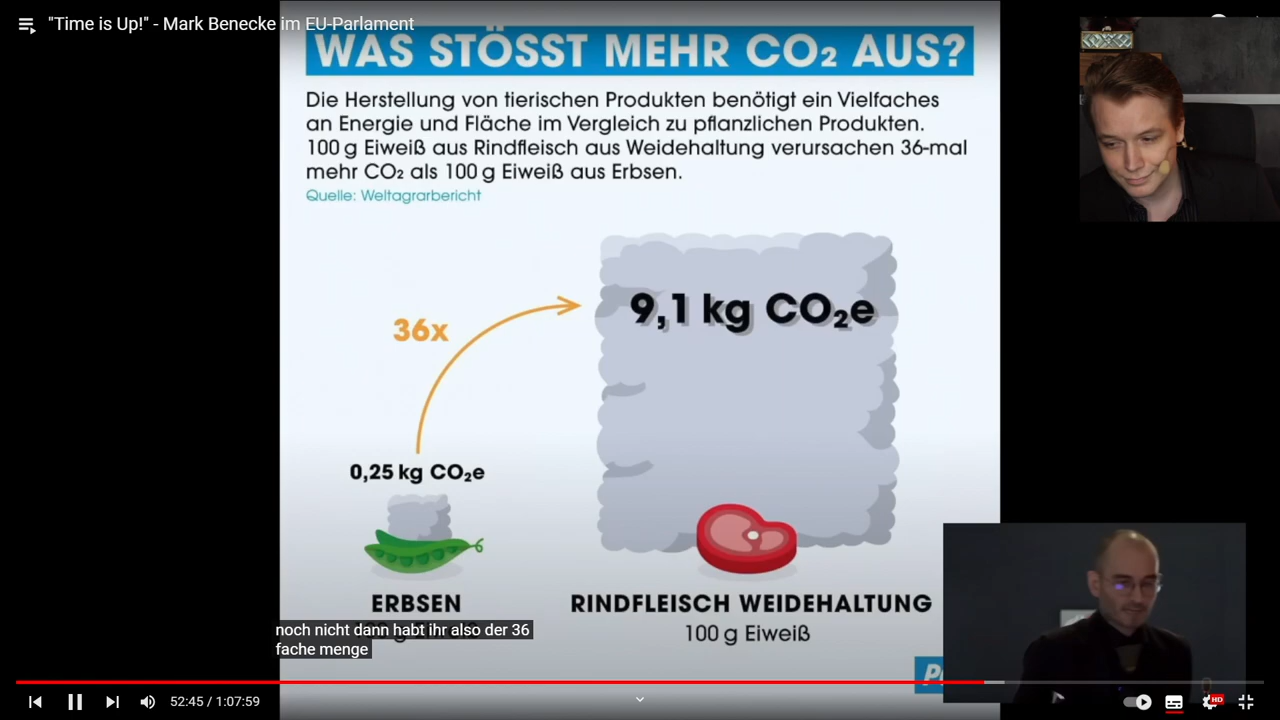 "Time is Up!" - Mark Benecke im EU-Parlament
WAS STÖSST MEHR CO₂ AUS?
Die Herstellung von tierischen Produkten benötigt ein Vielfaches
an Energie und Fläche im Vergleich zu pflanzlichen Produkten.
100 g Eiweiß aus Rindfleisch aus Weidehaltung verursachen 36-mal
mehr CO₂ als 100 g Eiweiß aus Erbsen.
Quelle: Weltagrarbericht
9,1 kg CO₂e
36x
0,25 kg CO₂e
ERBSEN
RINDFLEISCH WEIDEHALTUNG
100 g Eiweiß
noch nicht dann habt ihr also der 36
fache menge
52:45 / 1:07:59
HD